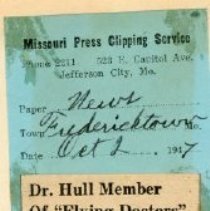 Missouri Press Clipping Service
Phone 2211 523 E. Capitol Ave.
Jefferson City, Mo.
Paper News
Town Fredericktown Mo.
Date Oct 2, 1947
Dr. Hull Member
Of "Flying Doctors"